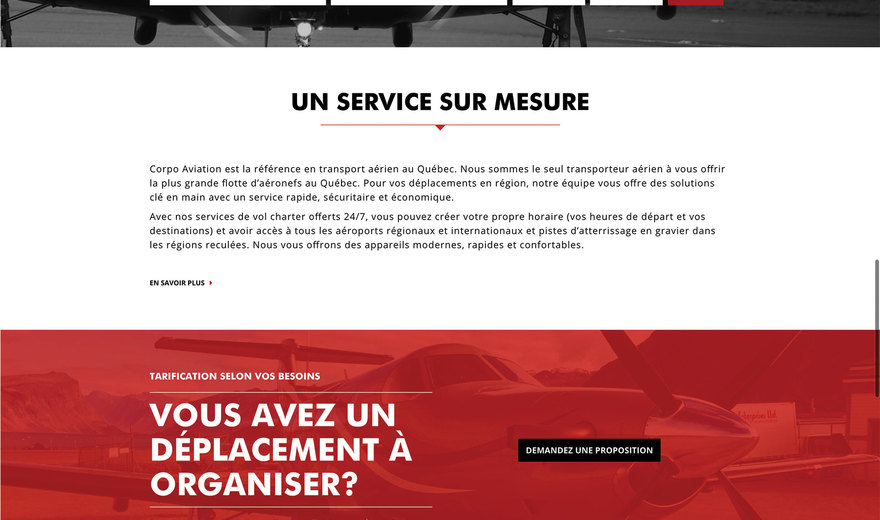 UN SERVICE SUR MESURE
Corpo Aviation est la référence en transport aérien au Québec. Nous sommes le seul transporteur aérien à vous offrir
la plus grande flotte d'aéronefs au Québec. Pour vos déplacements en région, notre équipe vous offre des solutions
clé en main avec un service rapide, sécuritaire et économique.
Avec nos services de vol charter offerts 24/7, vous pouvez créer votre propre horaire (vos heures de départ et vos
destinations) et avoir accès à tous les aéroports régionaux et internationaux et pistes d'atterrissage en gravier dans
les régions reculées. Nous vous offrons des appareils modernes, rapides et confortables.
EN SAVOIR PLUS
TARIFICATION SELON VOS BESOINS
VOUS AVEZ UN
DÉPLACEMENT À
ORGANISER?
DEMANDEZ UNE PROPOSITION